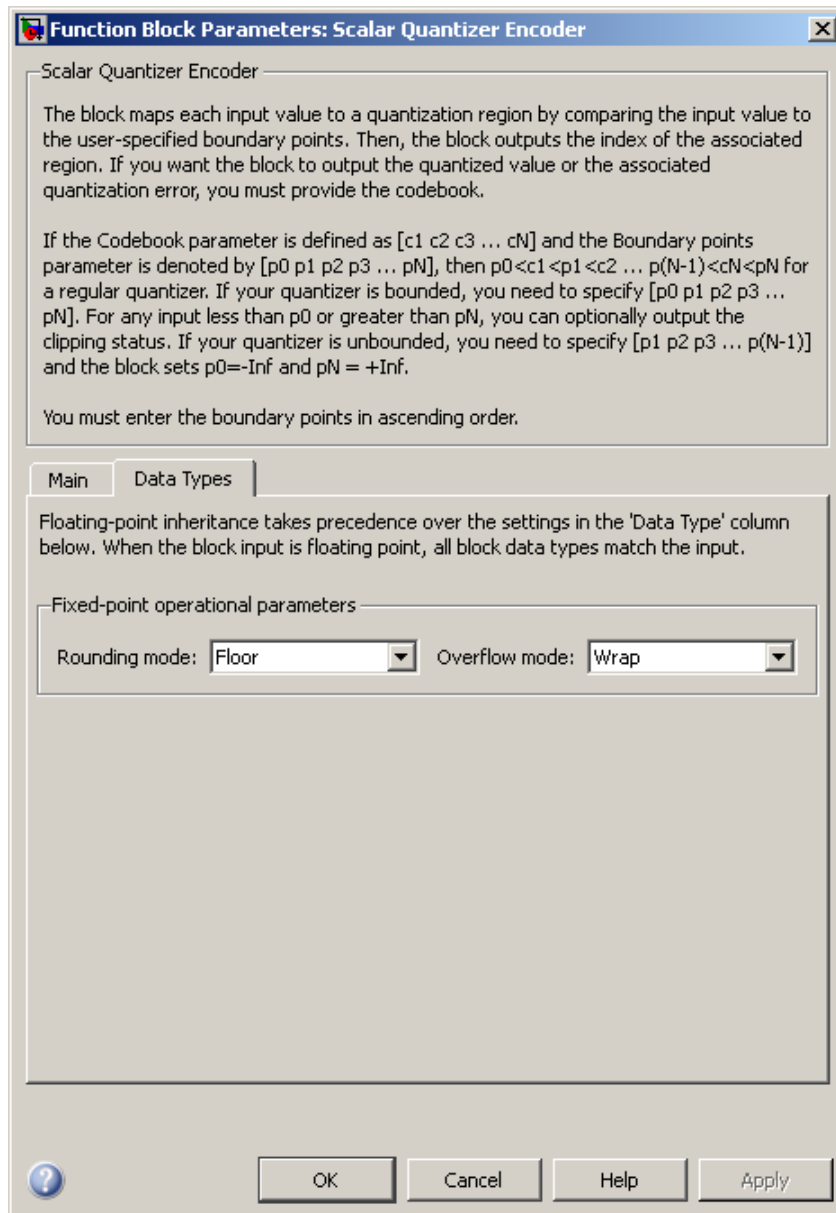 Function Block Parameters: Scalar Quantizer Encoder
Scalar Quantizer Encoder
The block maps each input value to a quantization region by comparing the input value to
the user-specified boundary points. Then, the block outputs the index of the associated
region. If you want the block to output the quantized value or the associated
quantization error, you must provide the codebook.
If the Codebook parameter is defined as [c1 c2 c3 ... cN] and the Boundary points
parameter is denoted by [p0 p1 p2 p3 ... pN], then p0<c1<p1<c2 ... p(N-1)<cN<pN for
a regular quantizer. If your quantizer is bounded, you need to specify [p0 p1 p2 p3 ...
pN]. For any input less than p0 or greater than pN, you can optionally output the
clipping status. If your quantizer is unbounded, you need to specify [p1 p2 p3 ... p(N-1)]
and the block sets p0=-Inf and pN = +Inf.
You must enter the boundary points in ascending order.
Main Data Types
Floating-point inheritance takes precedence over the settings in the 'Data Type' column
below. When the block input is floating point, all block data types match the input.
Fixed-point operational parameters
Rounding mode: Floor Overflow mode: Wrap
OK Cancel Help Apply